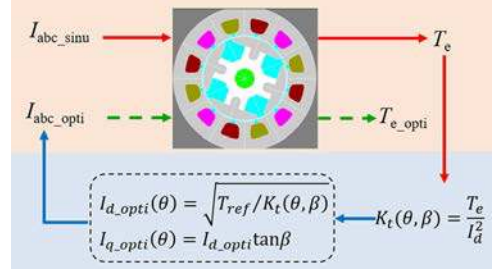 I_abc_sinu
T_e
I_abc_opti
T_e_opti
I_d_opti(θ) = √(T_ref/K_t(θ,β))
I_q_opti(θ) = I_d_opti tanβ
K_t(θ,β) = T_e/I_d^2